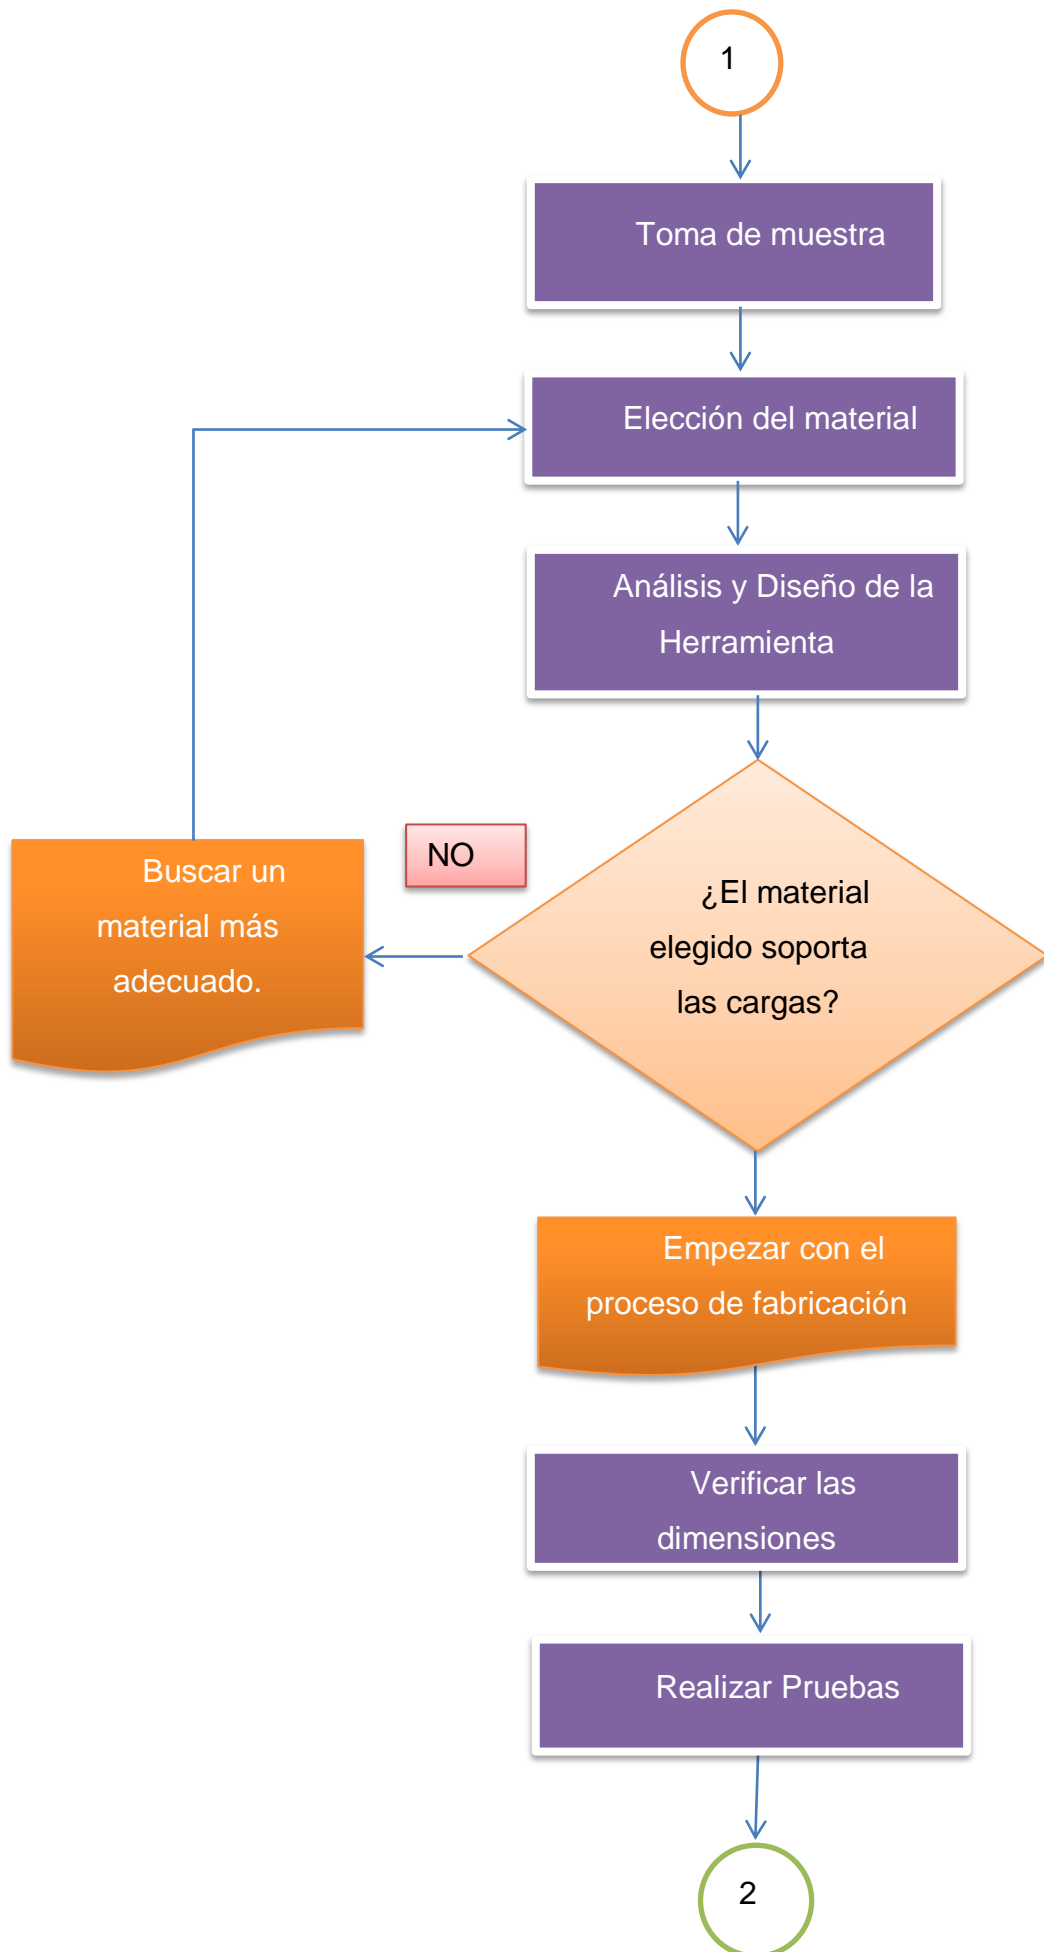 1
Toma de muestra
Elección del material
Análisis y Diseño de la
Herramienta
NO
Buscar un
material más
adecuado.
¿El material
elegido soporta
las cargas?
Empezar con el
proceso de fabricación
Verificar las
dimensiones
Realizar Pruebas
2